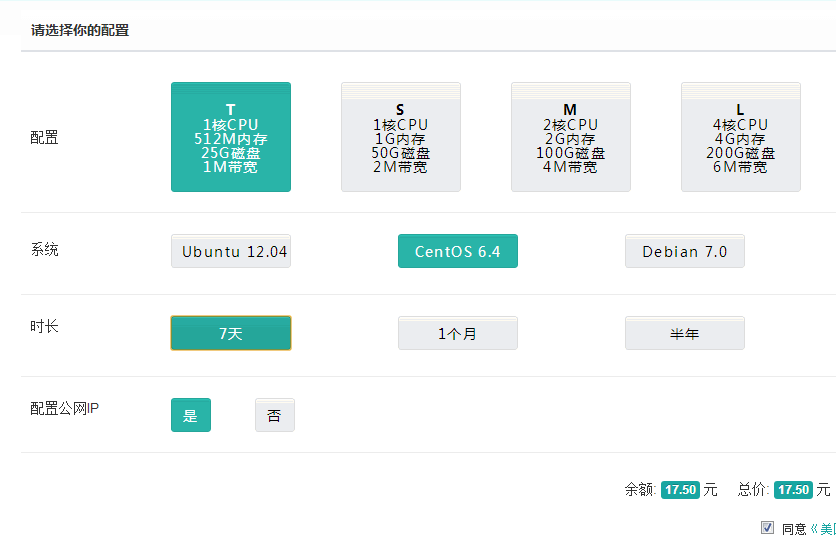 请选择你的配置
配置
T
1核CPU
512M内存
25G磁盘
1M带宽
S
1核CPU
1G内存
50G磁盘
2M带宽
M
2核CPU
2G内存
100G磁盘
4M带宽
L
4核CPU
4G内存
200G磁盘
6M带宽
系统
Ubuntu 12.04
CentOS 6.4
Debian 7.0
时长
7天
1个月
半年
配置公网IP
是
否
余额: 17.50 元 总价: 17.50 元
同意《美